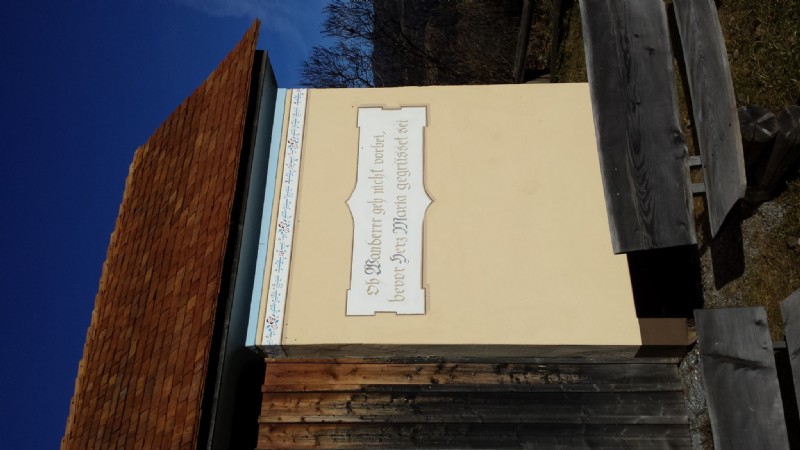 Oh Wanderer geh nicht vorbei,
bevor Herz Maria gegrüsset sei